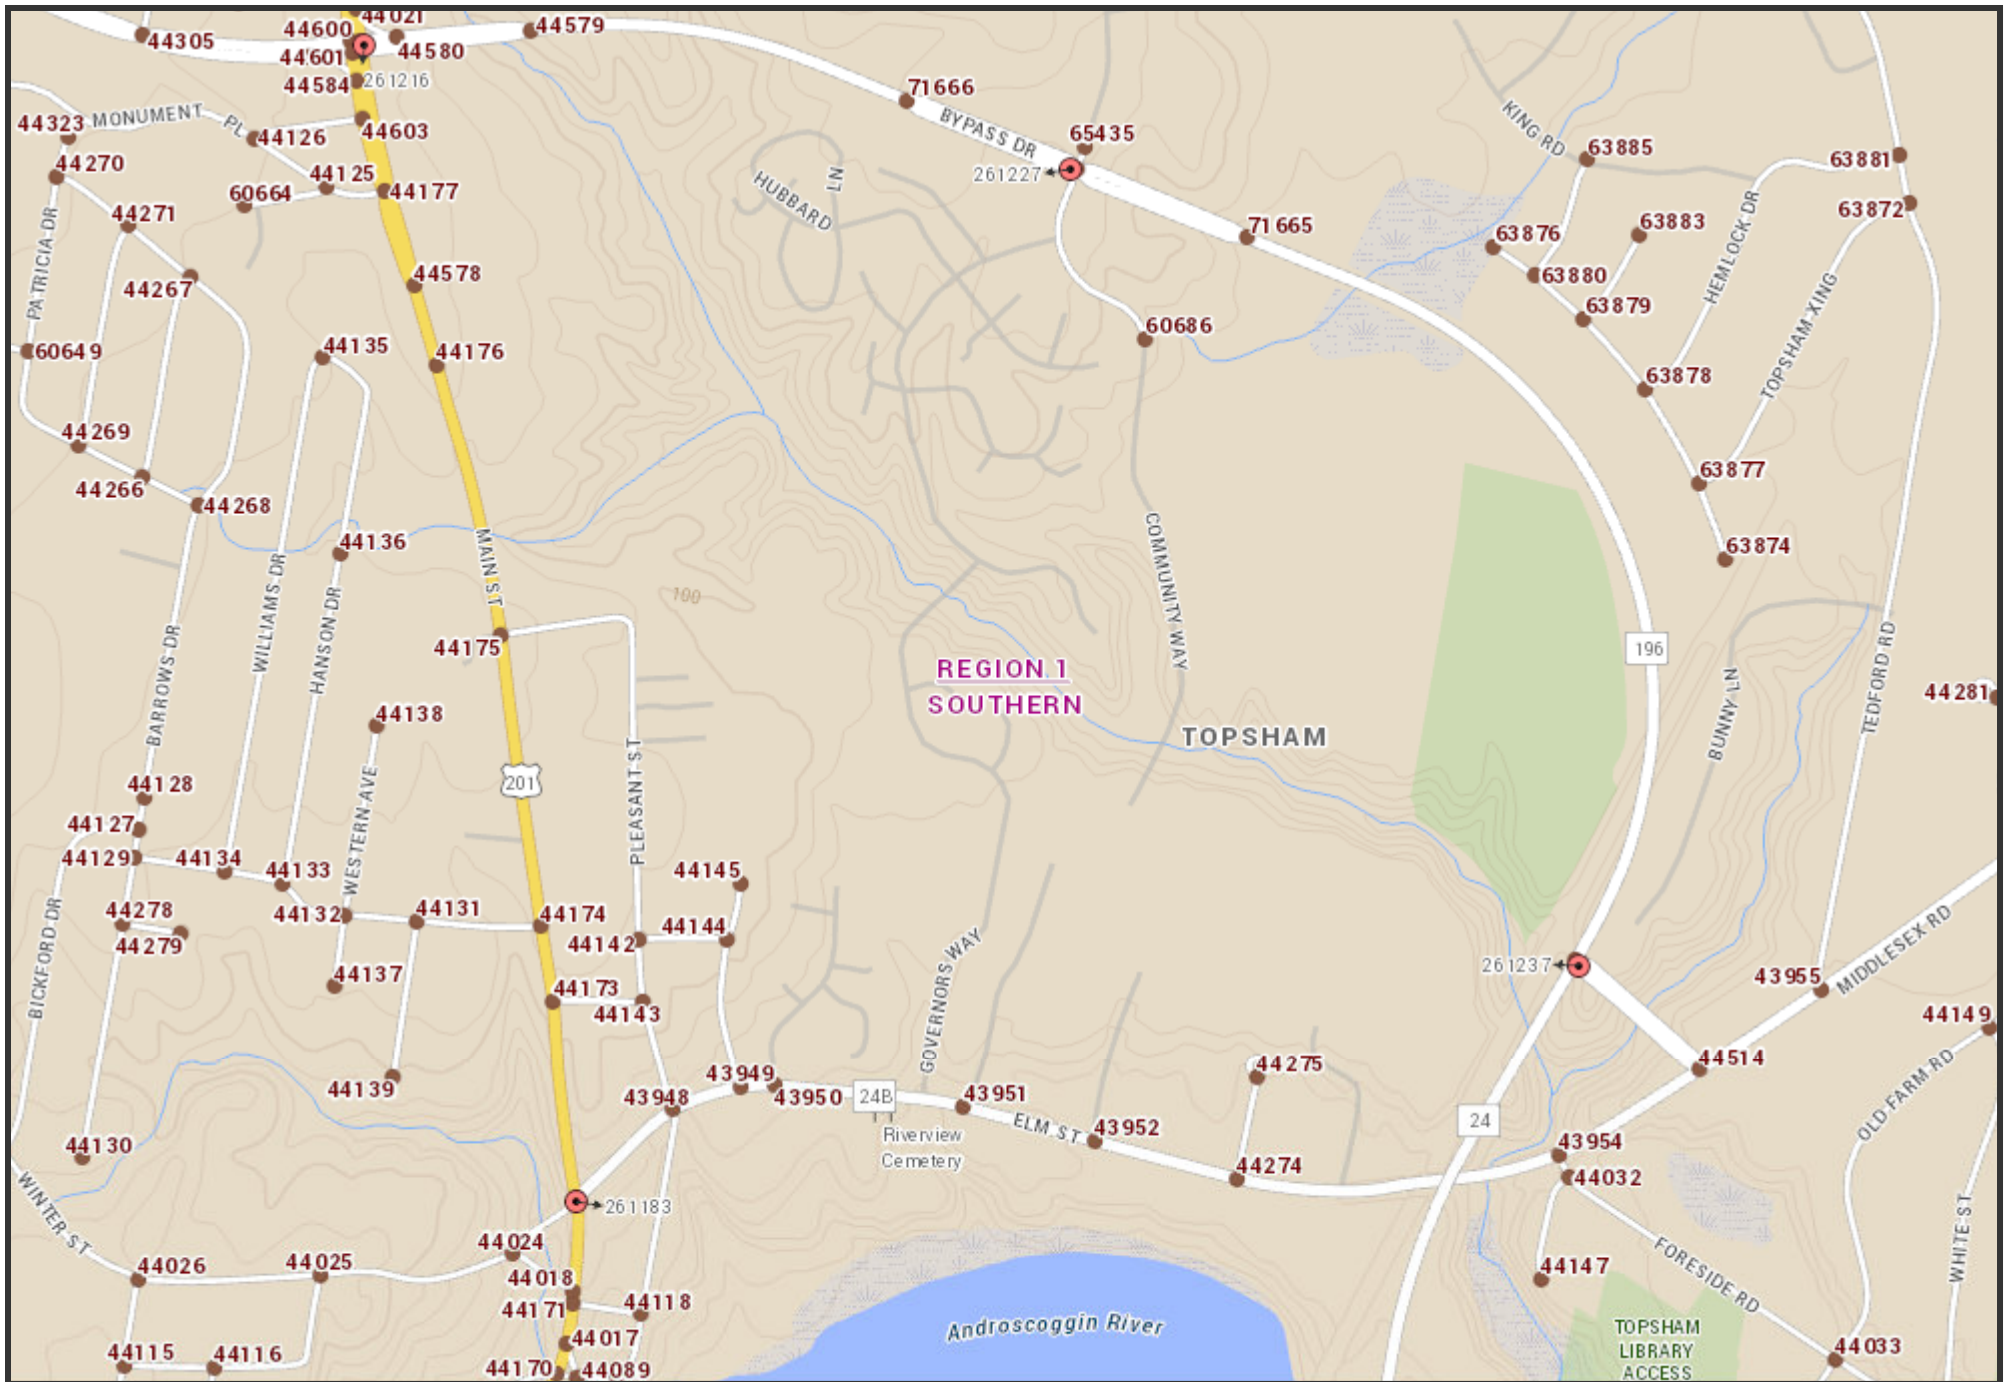 44021
44600
44579
44305
44601
44580
44584
261216
71666
MONUMENT PL
44323
44126
44603
BYPASS DR
65435
KING RD
63885
63881
44270
44125
261227
60664
44177
HUBBARD LN
63872
44271
71665
63876
63883
PATRICIA DR
44578
63880
HEMLOCK DR
44267
63879
TOPSHAM XING
60649
44135
44176
60686
63878
44269
63877
44266
44268
44136
MAIN ST
COMMUNITY WAY
63874
WILLIAMS DR
HANSON DR
100
BARROWS DR
44175
196
TEDFORD RD
REGION 1
SOUTHERN
BUNNY LN
44281
44138
TOPSHAM
201
44128
WESTERN AVE
PLEASANT ST
44127
44129
44134
44133
44145
44278
44132
44131
44174
44144
44142
44279
BICKFORD DR
GOVERNORS WAY
MIDDLESEX RD
44137
261237
43955
44173
44143
44149
44514
44139
43949
44275
OLD FARM RD
43948
43950
24B
43951
24
ELM ST
43952
44130
Riverview
Cemetery
43954
44274
44032
WINTER ST
261183
44024
FORESIDE RD
WHITE ST
44026
44025
44018
44147
44171
44118
Androscoggin River
44017
TOPSHAM
LIBRARY
ACCESS
44033
44115
44116
44170
44089